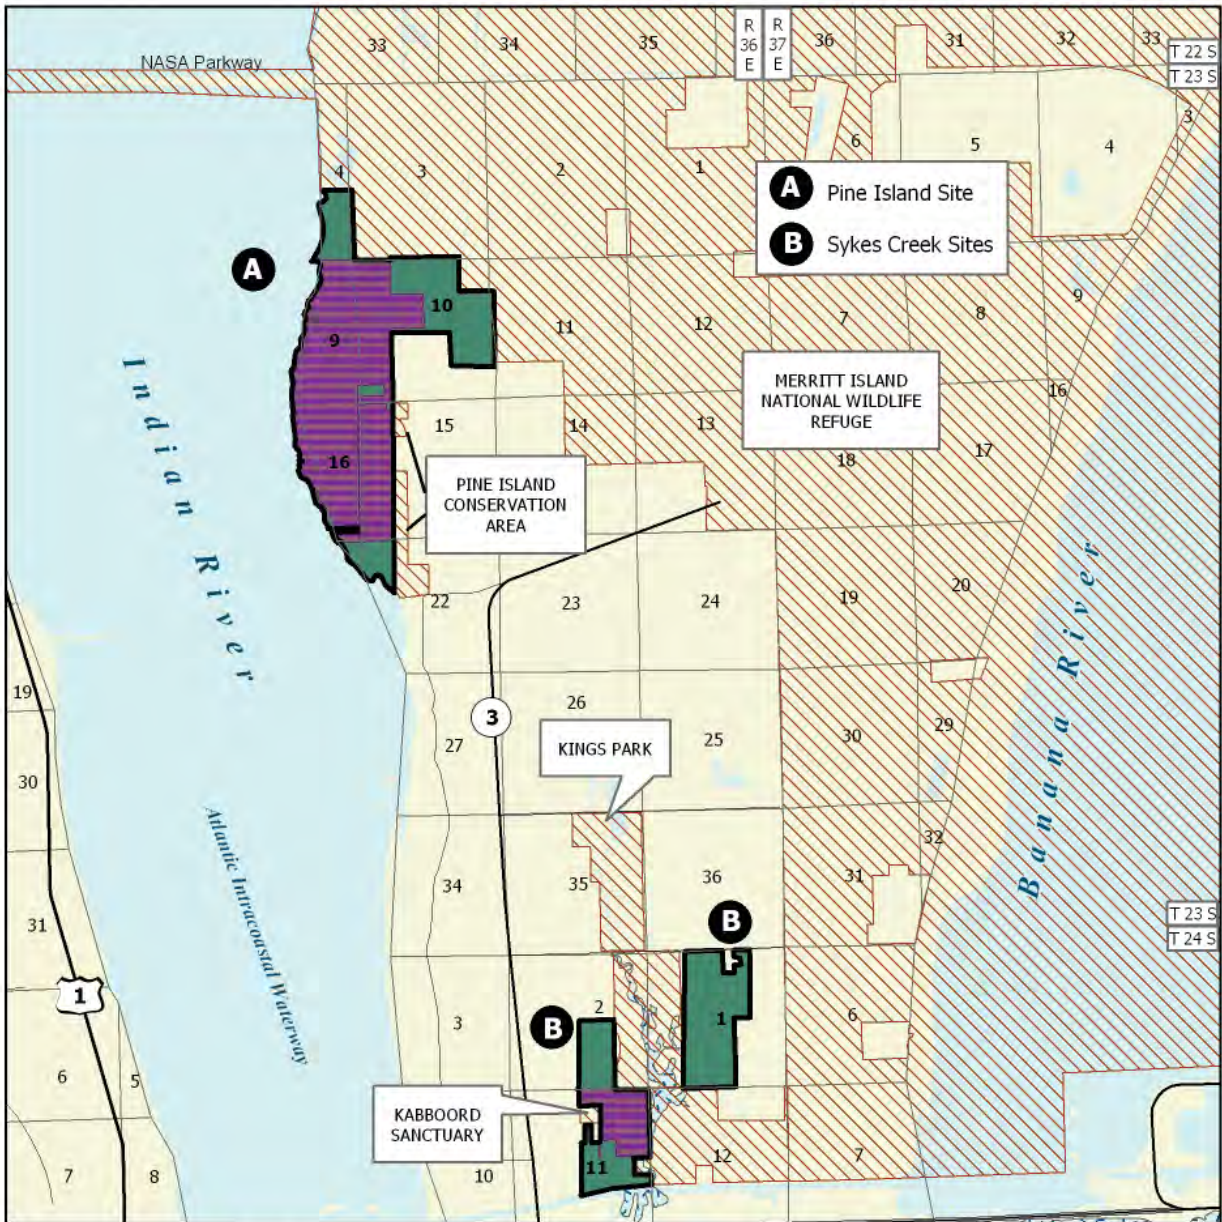 33
34
35
R
36
E
R
37
E
36
31
32
33
T 22 S
T 23 S
NASA Parkway
4
3
2
1
6
5
4
3
A Pine Island Site
B Sykes Creek Sites
A
9
10
11
12
7
8
9
MERRITT ISLAND
NATIONAL WILDLIFE
REFUGE
16
15
14
13
18
17
16
PINE ISLAND
CONSERVATION
AREA
Indian River
22
23
24
19
20
19
27
26
25
30
29
3
KINGS PARK
30
Banana River
Atlantic Intracoastal Waterway
34
35
36
31
32
31
B
T 23 S
T 24 S
1
3
2
B
1
6
6
5
KABBOORD
SANCTUARY
7
8
10
11
12
7